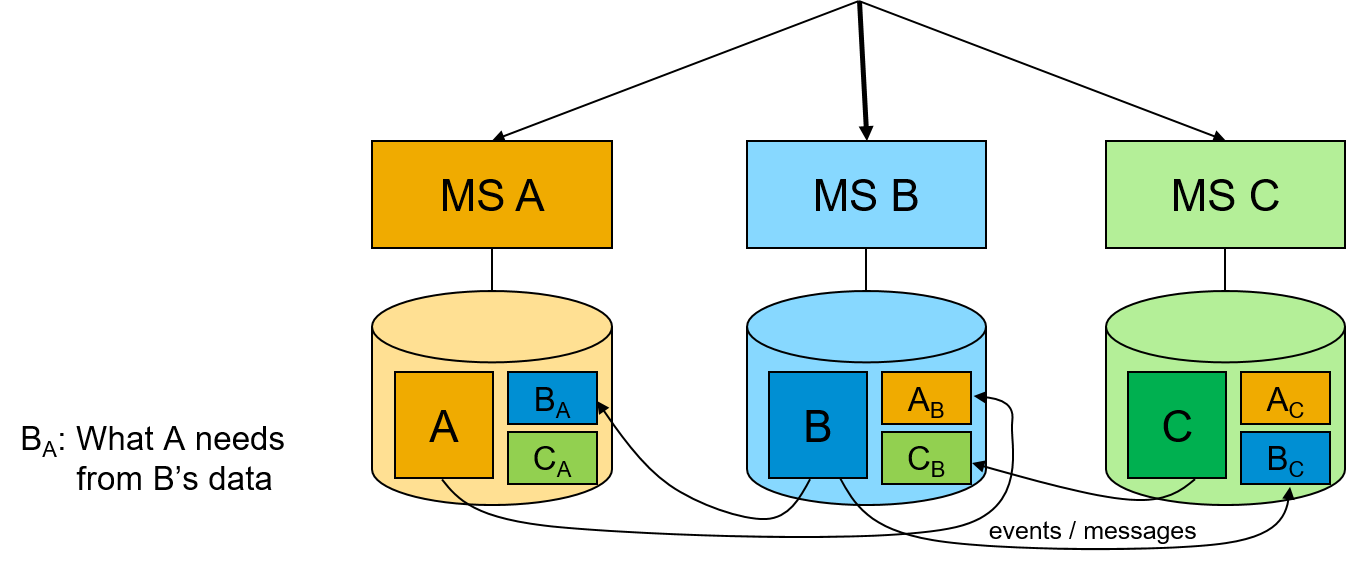 MS A
MS B
MS C
A
B_A
C_A
B
A_B
C_B
C
A_C
B_C
B_A: What A needs
from B’s data
events / messages